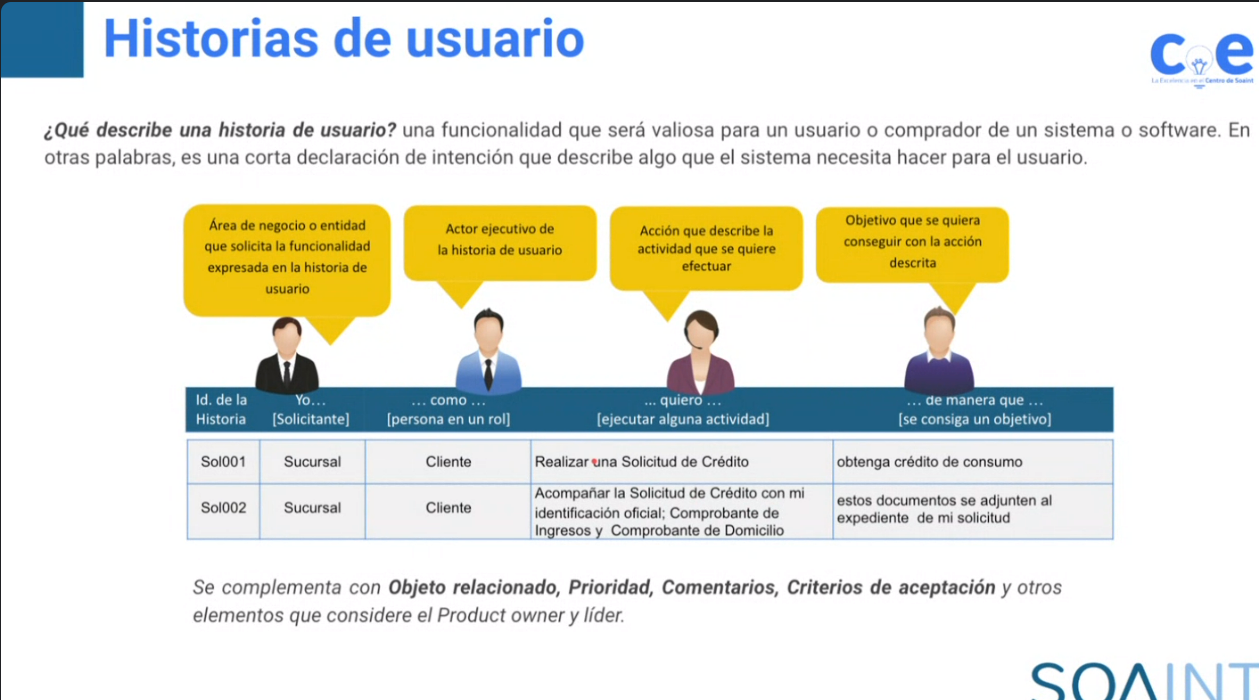 Historias de usuario
c e
La Excelencia en el Centro de Soaint
¿Qué describe una historia de usuario? una funcionalidad que será valiosa para un usuario o comprador de un sistema o software. En
otras palabras, es una corta declaración de intención que describe algo que el sistema necesita hacer para el usuario.
Área de negocio o entidad
que solicita la funcionalidad
expresada en la historia de
usuario
Actor ejecutivo de
la historia de usuario
Acción que describe la
actividad que se quiere
efectuar
Objetivo que se quiera
conseguir con la acción
descrita
Id. de la
Historia
Yo...
[Solicitante]
... como ...
[persona en un rol]
... quiero ...
[ejecutar alguna actividad]
... de manera que ...
[se consiga un objetivo]
Sol001
Sucursal
Cliente
Realizar una Solicitud de Crédito
obtenga crédito de consumo
Sol002
Sucursal
Cliente
Acompañar la Solicitud de Crédito con mi
identificación oficial; Comprobante de
Ingresos y Comprobante de Domicilio
estos documentos se adjunten al
expediente de mi solicitud
Se complementa con Objeto relacionado, Prioridad, Comentarios, Criterios de aceptación y otros
elementos que considere el Product owner y líder.
SOAINT